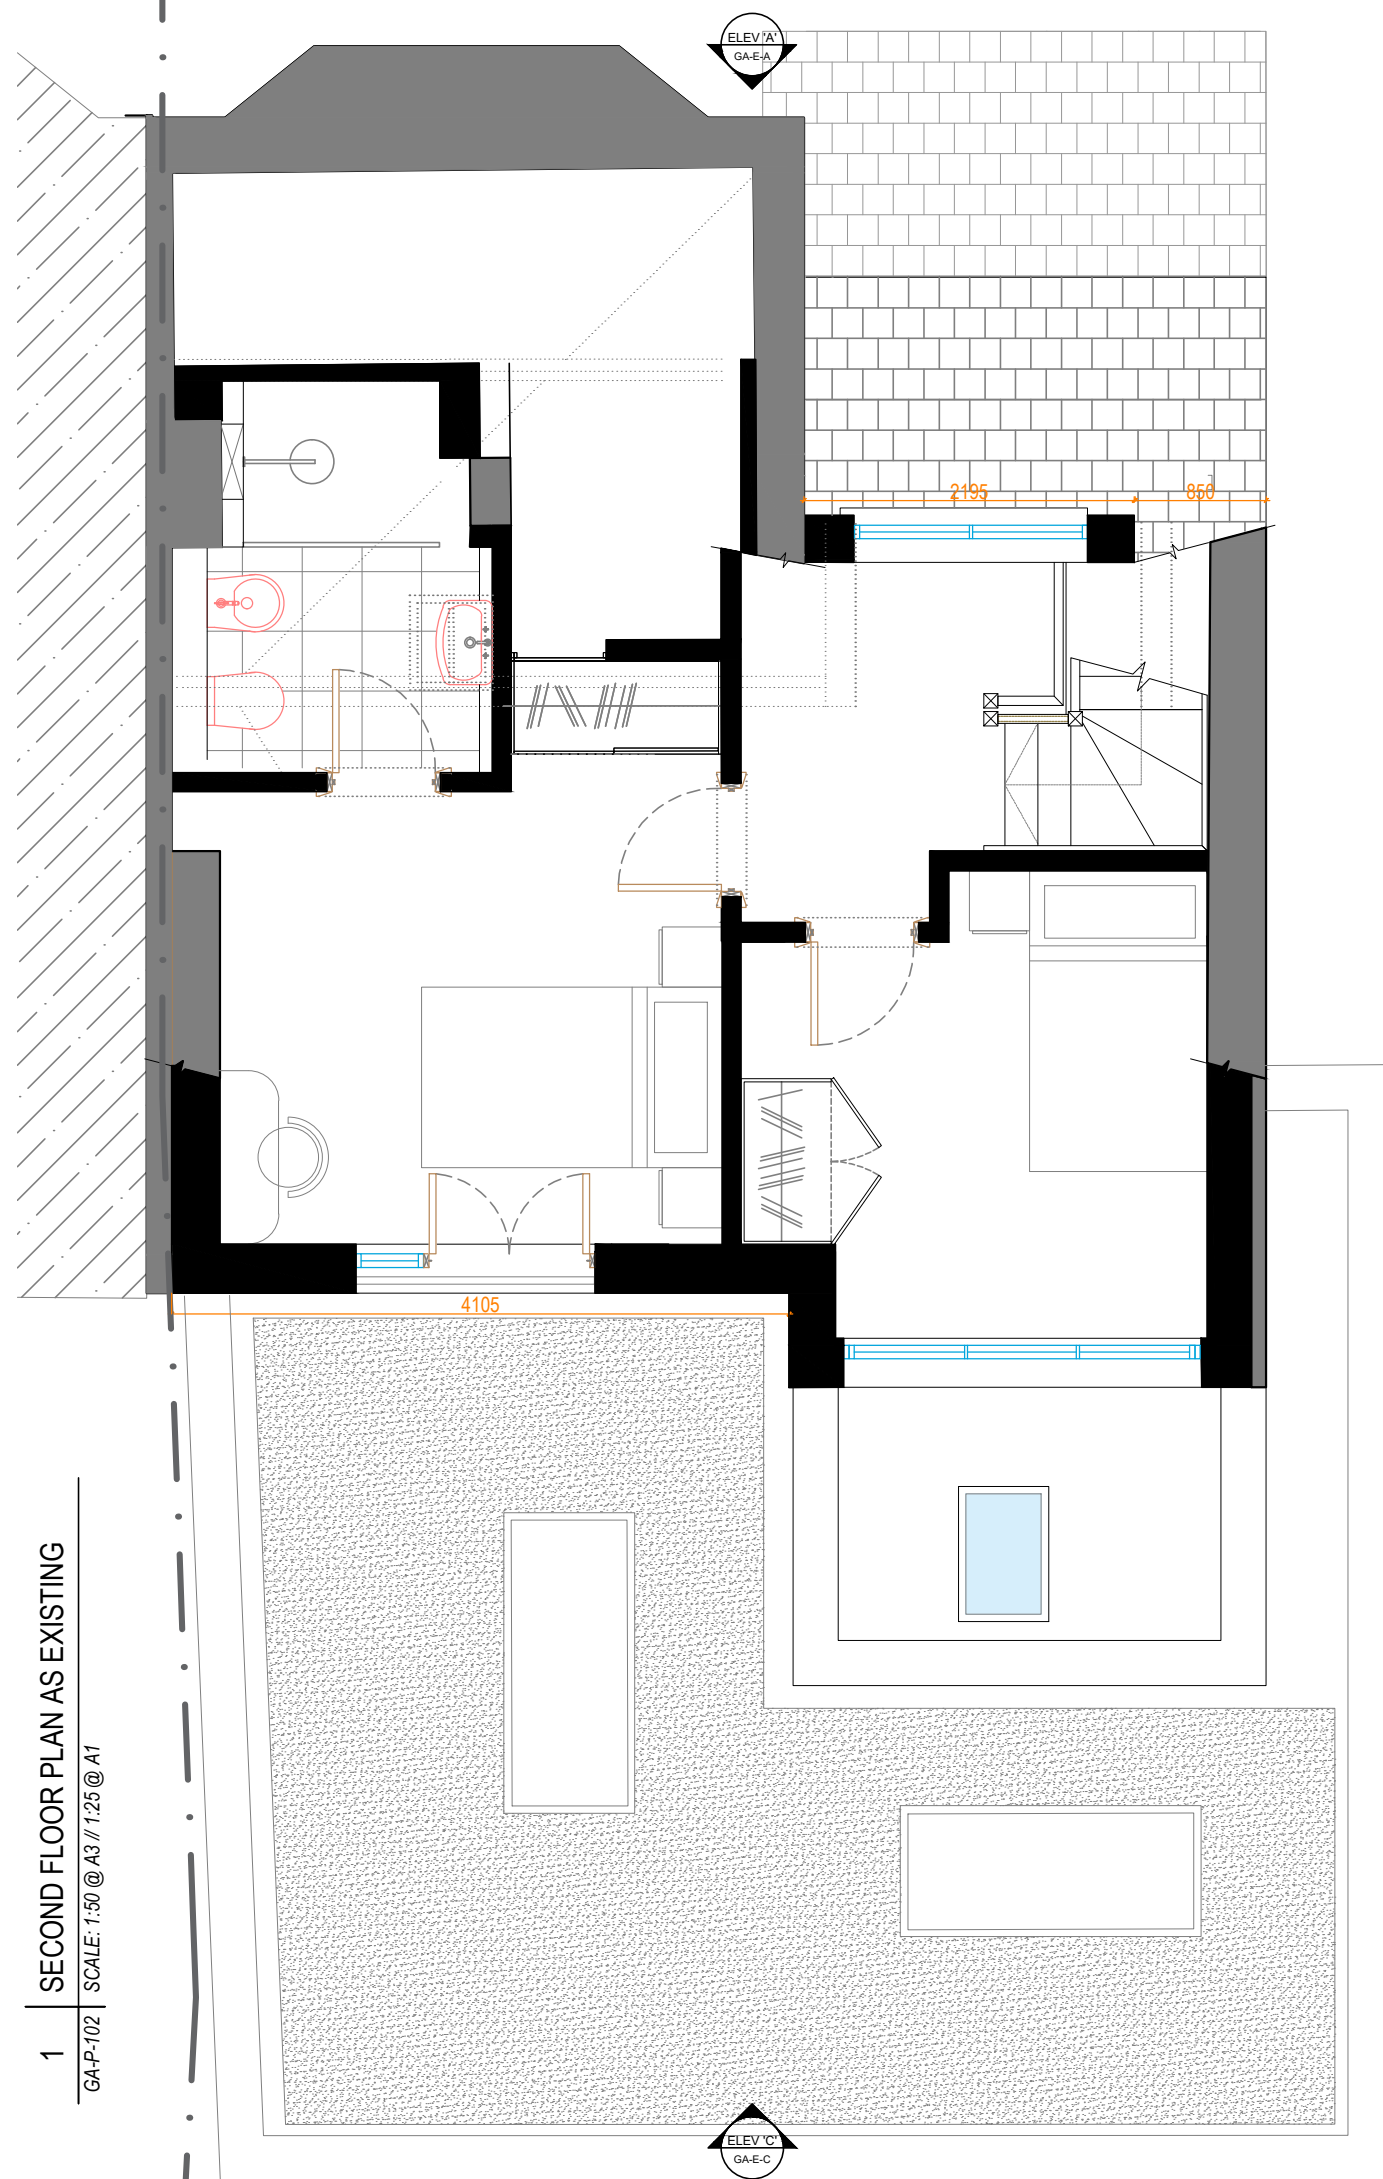 ELEV 'A'
GA-E-A
2195
850
4105
1
SECOND FLOOR PLAN AS EXISTING
GA-P-102
SCALE: 1:50 @ A3 // 1:25 @ A1
ELEV 'C'
GA-E-C